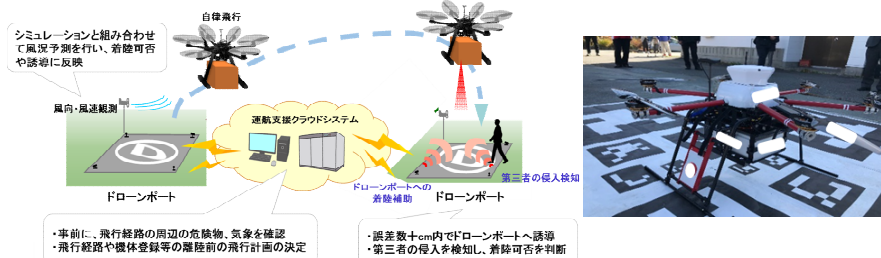 シミュレーションと組み合わせ
て風況予測を行い、着陸可否
や誘導に反映
自律飛行
風向・風速観測
運航支援クラウドシステム
ドローンポート
ドローンポートへの
着陸補助
ドローンポート
第三者の侵入検知
・事前に、飛行経路の周辺の危険物、気象を確認
・飛行経路や機体登録等の離陸前の飛行計画の決定
・誤差数十cm内でドローンポートへ誘導
・第三者の侵入を検知し、着陸可否を判断